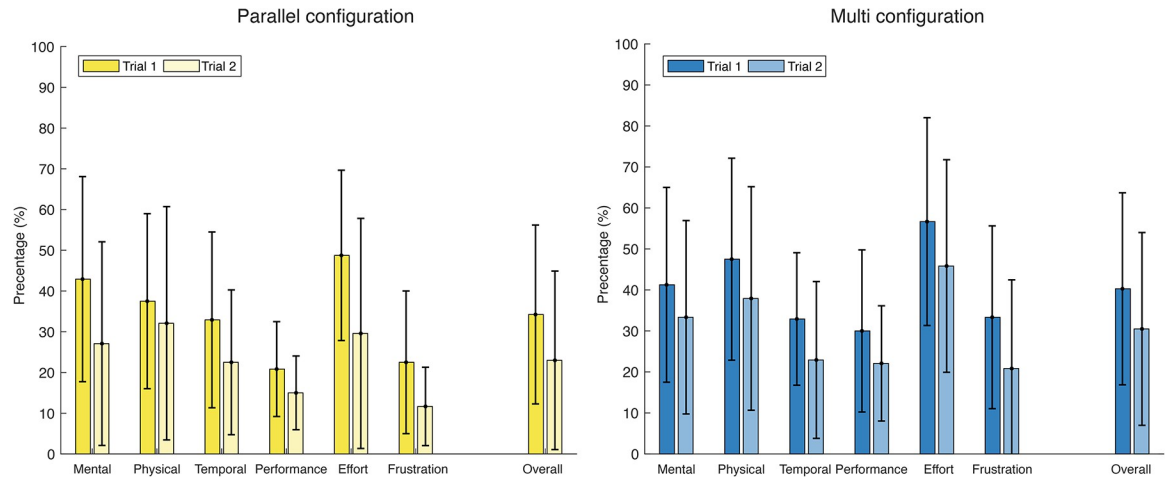 Parallel configuration
Trial 1 Trial 2
Precentage (%)
100
90
80
70
60
50
40
30
20
10
0
Mental Physical Temporal Performance Effort Frustration Overall
Multi configuration
Trial 1 Trial 2
Precentage (%)
100
90
80
70
60
50
40
30
20
10
0
Mental Physical Temporal Performance Effort Frustration Overall